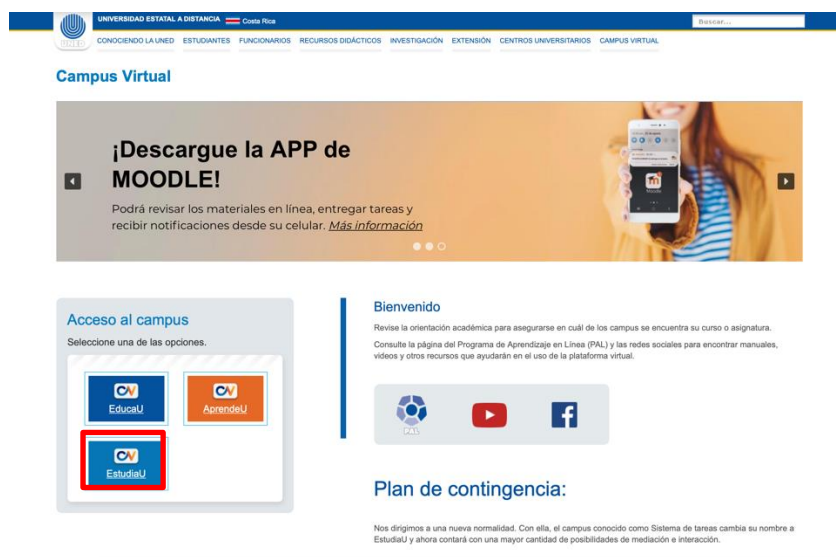 UNIVERSIDAD ESTATAL A DISTANCIA Costa Rica
Buscar...
UNED
CONOCIENDO LA UNED ESTUDIANTES FUNCIONARIOS RECURSOS DIDÁCTICOS INVESTIGACIÓN EXTENSIÓN CENTROS UNIVERSITARIOS CAMPUS VIRTUAL
Campus Virtual
¡Descargue la APP de
MOODLE!
Podrá revisar los materiales en línea, entregar tareas y
recibir notificaciones desde su celular. Más información
Moodle
Acceso al campus
Seleccione una de las opciones.
CV
EducaU
CV
AprendeU
CV
EstudiaU
Bienvenido
Revise la orientación académica para asegurarse en cuál de los campus se encuentra su curso o asignatura.
Consulte la página del Programa de Aprendizaje en Línea (PAL) y las redes sociales para encontrar manuales,
videos y otros recursos que ayudarán en el uso de la plataforma virtual.
PAL
Plan de contingencia:
Nos dirigimos a una nueva normalidad. Con ella, el campus conocido como Sistema de tareas cambia su nombre a
EstudiaU y ahora contará con una mayor cantidad de posibilidades de mediación e interacción.